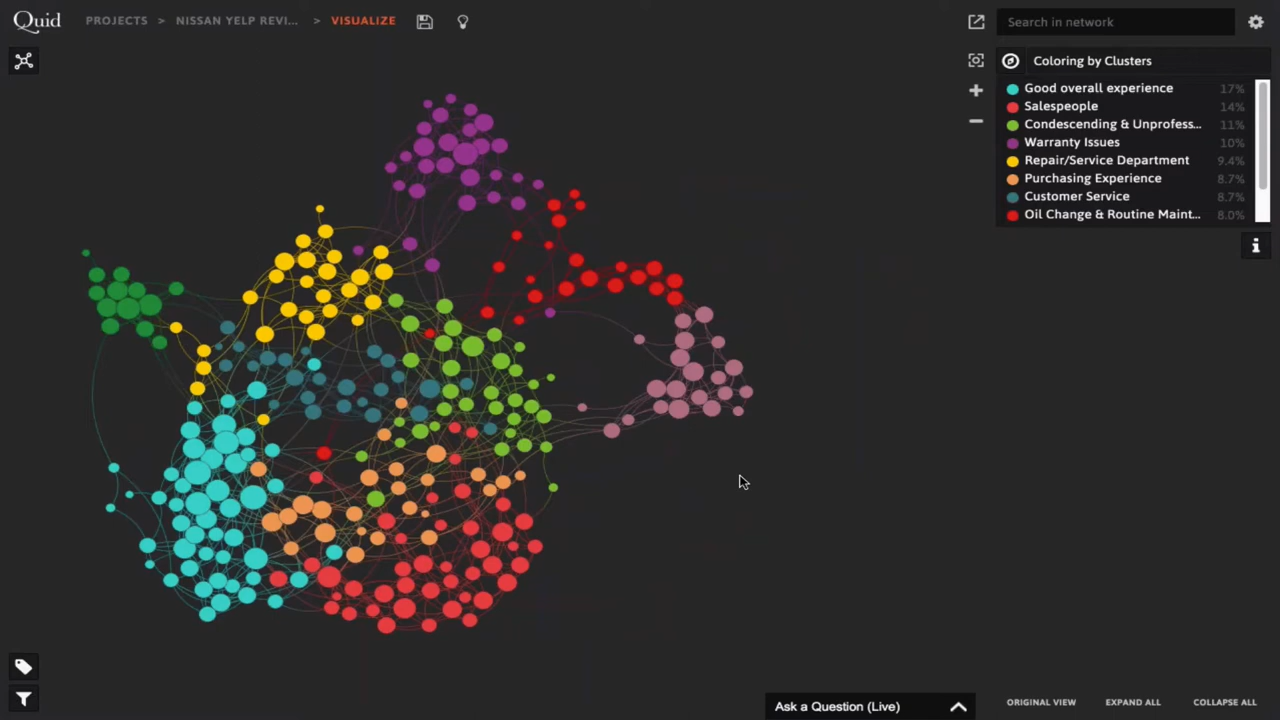 Quid PROJECTS > NISSAN YELP REVI... > VISUALIZE
Search in network
Coloring by Clusters
Good overall experience 17%
Salespeople 14%
Condescending & Unprofess... 11%
Warranty Issues 10%
Repair/Service Department 9.4%
Purchasing Experience 8.7%
Customer Service 8.7%
Oil Change & Routine Maint... 8.0%
Ask a Question (Live)
ORIGINAL VIEW EXPAND ALL COLLAPSE ALL